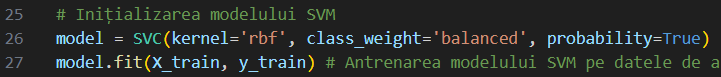 25 # Inițializarea modelului SVM
26 model = SVC(kernel='rbf', class_weight='balanced', probability=True)
27 model.fit(X_train, y_train) # Antrenarea modelului SVM pe datele de a